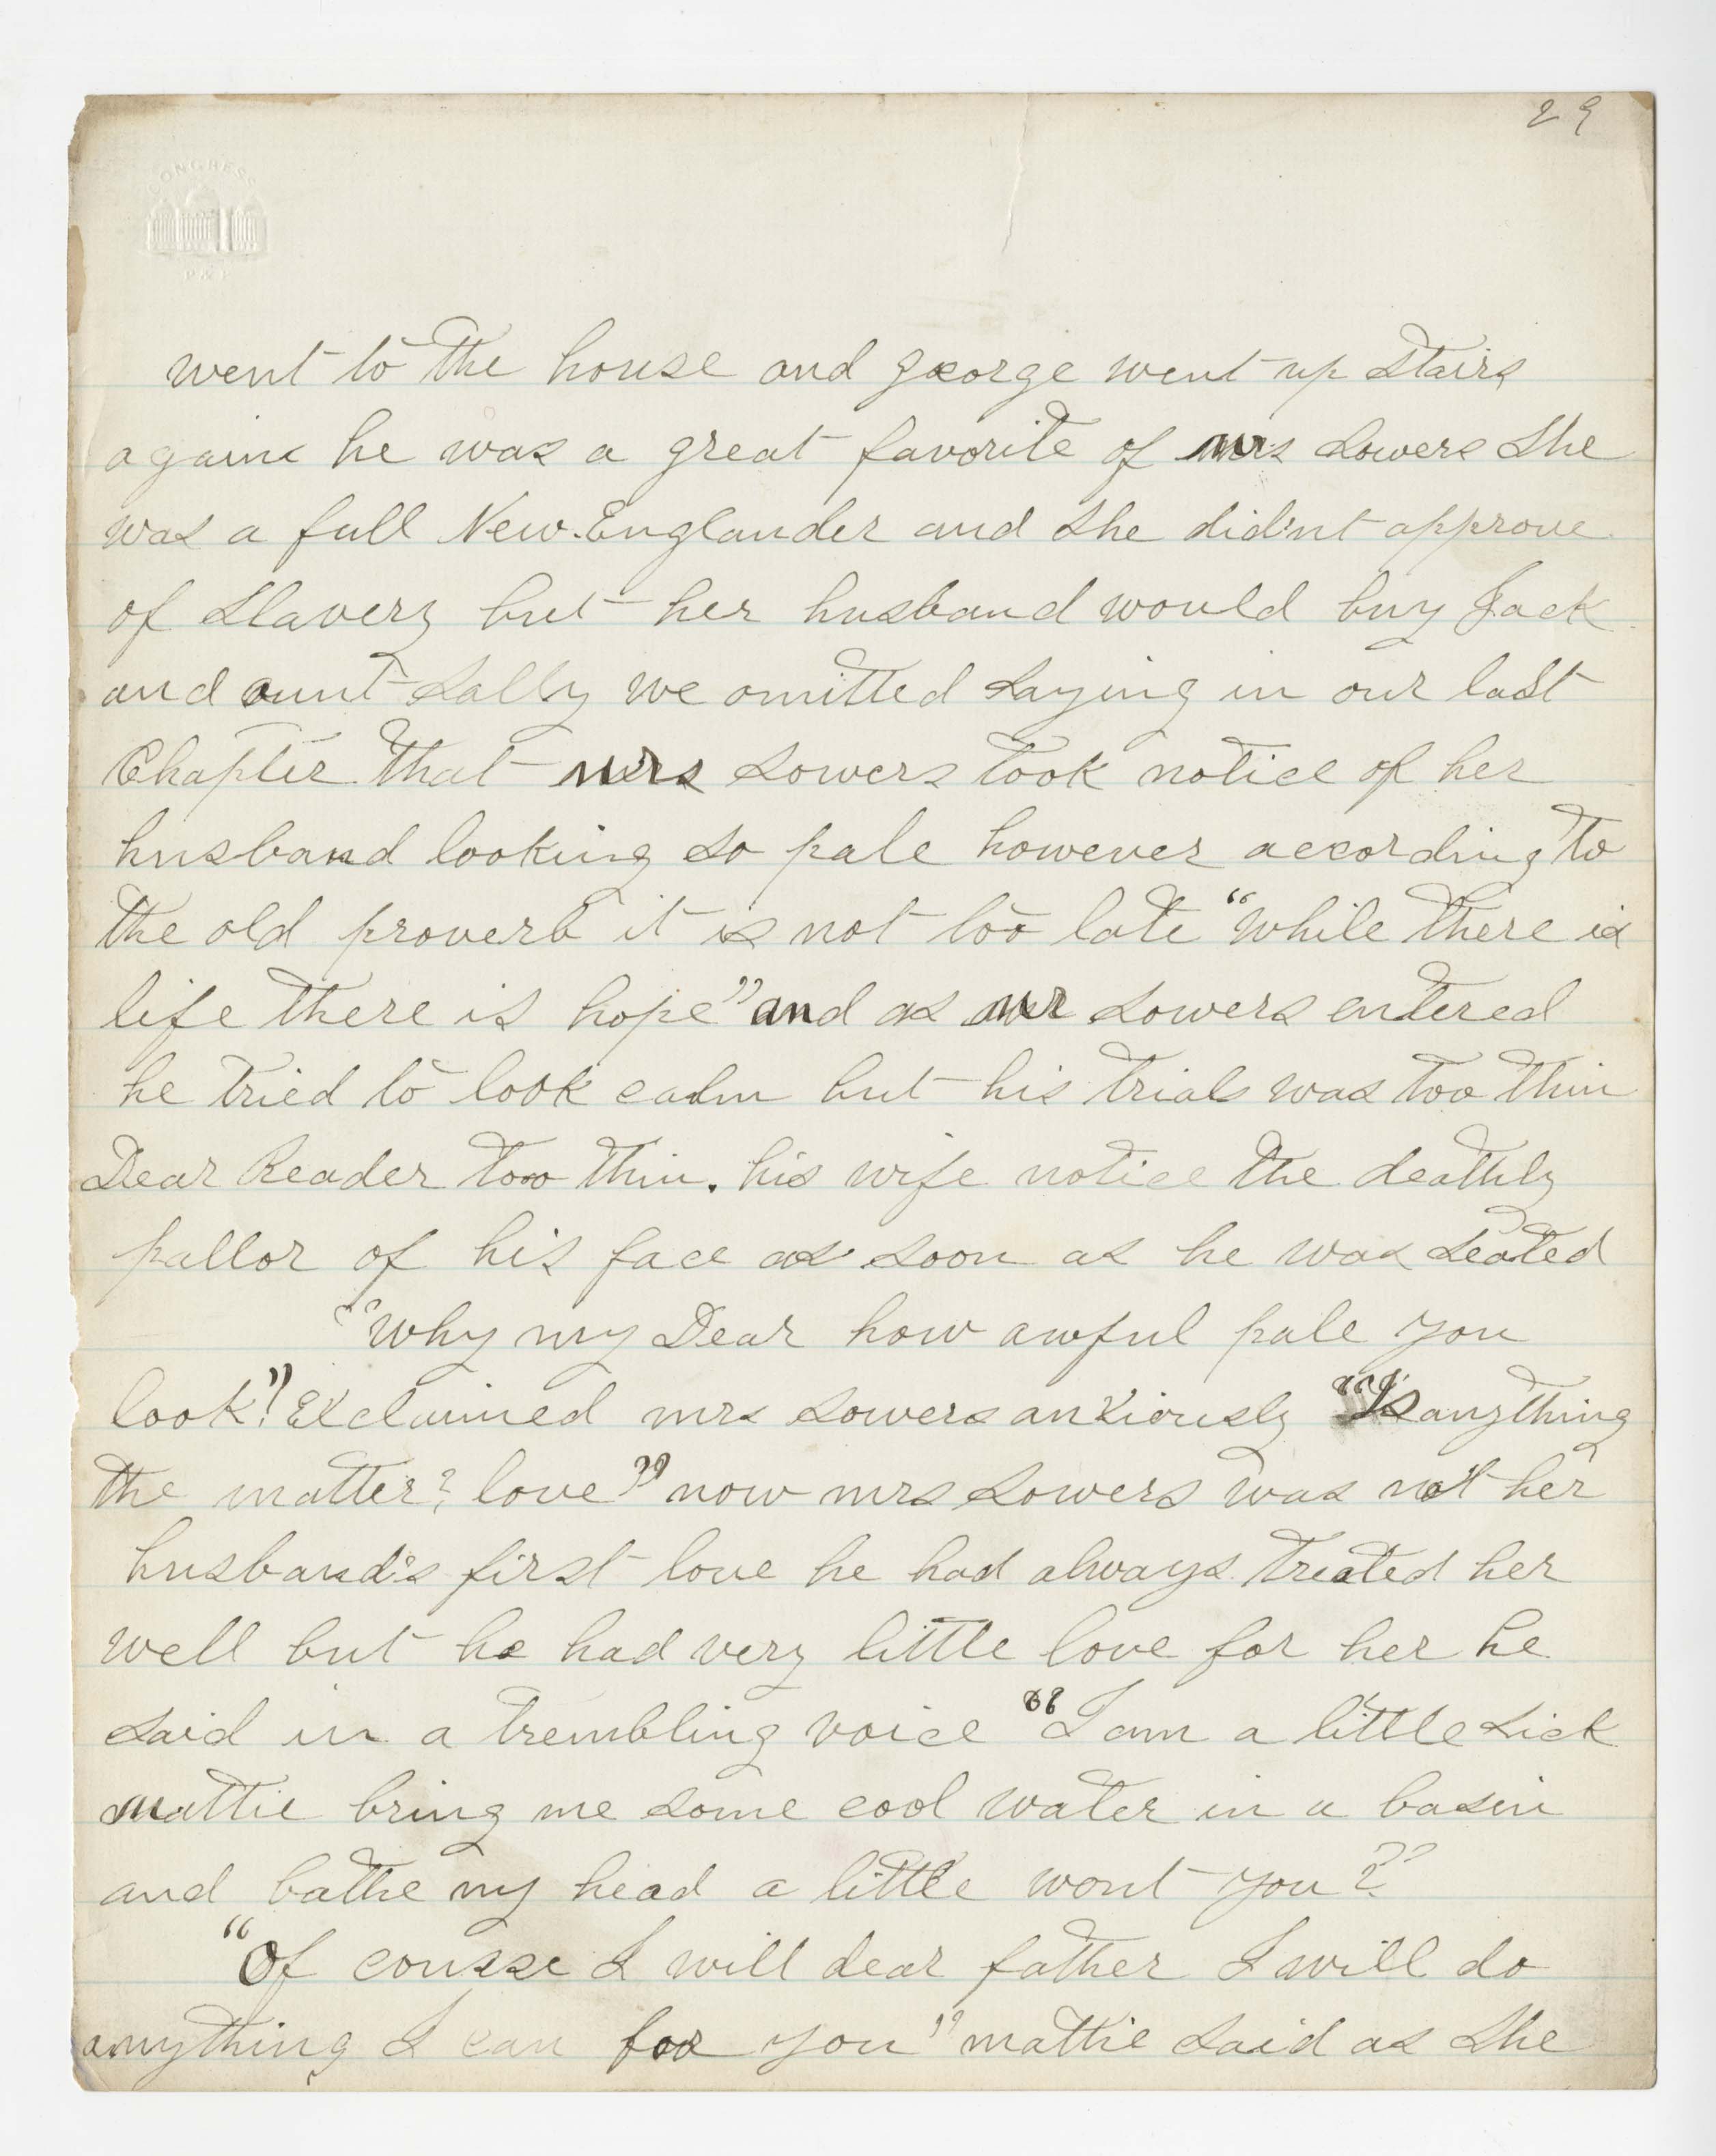 29
CONGRESS
P & P
went to the house and george went up stairs
again he was a great favorite of mrs Sowers She
was a full New-Englander and she did'nt approve
of Slavery but her husband would buy Jack
and aunt Sally we omitted saying in our last
Chapter that mrs Sowers took notice of her
husband looking so pale however according to
the old proverb it is not too late "while there is
life there is hope" and as mr Sowers entered
he tried to look calm but his trials was too thin
Dear Reader too thin. his wife notice the deathly
pallor of his face as soon as he was seated
"Why my Dear how awful pale you
look"! Exclaimed mrs Sowers anxiously "Is anything
the matter? love" now mrs Sowers was not her
husband's first love he had always treated her
well but he had very little love for her he
said in a trembling voice "I am a little sick
mattie bring me some cool water in a basin
and bathe my head a little wont you?"
"Of course I will dear father I will do
anything I can for you" mattie said as she